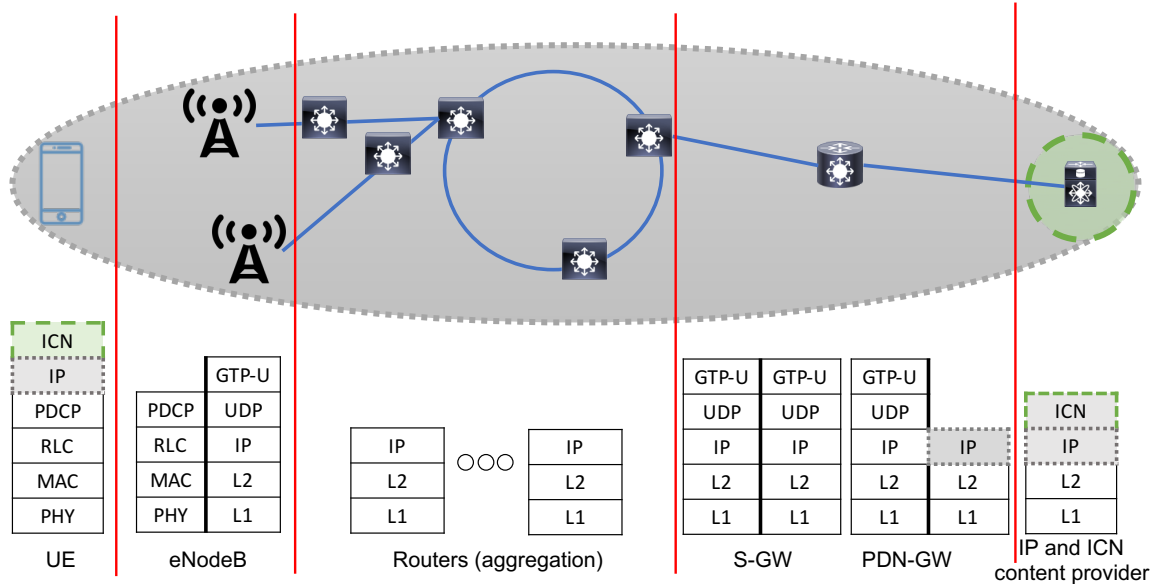 ICN
IP
PDCP
RLC
MAC
PHY
UE
GTP-U
PDCP UDP
RLC IP
MAC L2
PHY L1
eNodeB
IP IP
L2 L2
L1 L1
Routers (aggregation)
GTP-U GTP-U
UDP UDP
IP IP
L2 L2
L1 L1
S-GW
GTP-U
UDP
IP IP
L2 L2
L1 L1
PDN-GW
ICN
IP
L2
L1
IP and ICN
content provider